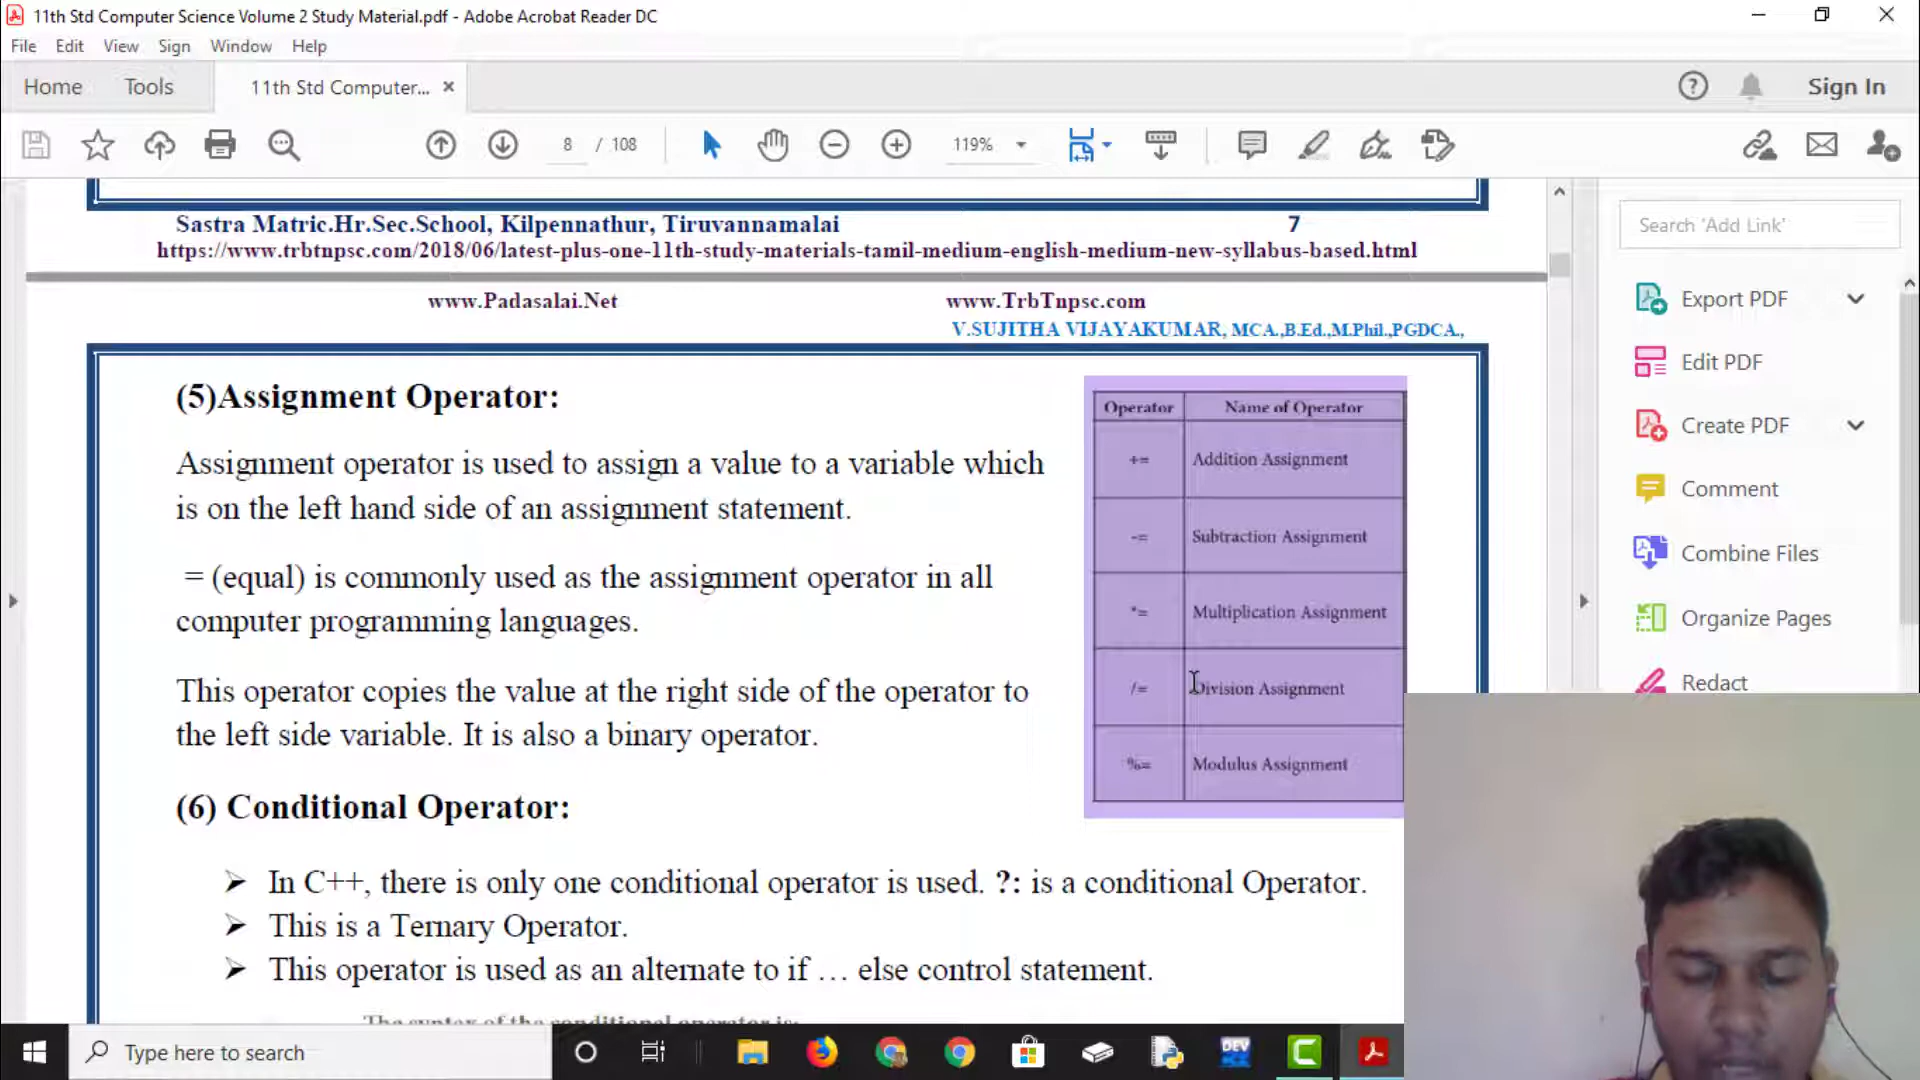 11th Std Computer Science Volume 2 Study Material.pdf - Adobe Acrobat Reader DC
File Edit View Sign Window Help
Home Tools 11th Std Computer... × Sign In
8 / 108 119%
Sastra Matric.Hr.Sec.School, Kilpennathur, Tiruvannamalai 7
https://www.trbtnpsc.com/2018/06/latest-plus-one-11th-study-materials-tamil-medium-english-medium-new-syllabus-based.html
www.Padasalai.Net www.TrbTnpsc.com
V.SUJITHA VIJAYAKUMAR, MCA.,B.Ed.,M.Phil.,PGDCA.,
(5)Assignment Operator:
Assignment operator is used to assign a value to a variable which
is on the left hand side of an assignment statement.
= (equal) is commonly used as the assignment operator in all
computer programming languages.
This operator copies the value at the right side of the operator to
the left side variable. It is also a binary operator.
Operator Name of Operator
+= Addition Assignment
-= Subtraction Assignment
*= Multiplication Assignment
/= Division Assignment
%= Modulus Assignment
(6) Conditional Operator:
➢ In C++, there is only one conditional operator is used. ?: is a conditional Operator.
➢ This is a Ternary Operator.
➢ This operator is used as an alternate to if … else control statement.
The syntax of the conditional operator is:
Search 'Add Link'
Export PDF
Edit PDF
Create PDF
Comment
Combine Files
Organize Pages
Redact
Type here to search
DEV